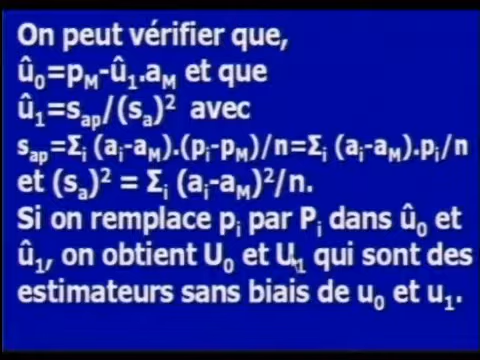 On peut vérifier que,
û₀=pM-û₁.aM et que
û₁=sap/(sa)² avec
sap=Σi (ai-aM).(pi-pM)/n=Σi (ai-aM).pi/n
et (sa)² = Σi (ai-aM)²/n.
Si on remplace pi par Pi dans û₀ et
û₁, on obtient U₀ et U₁ qui sont des
estimateurs sans biais de u₀ et u₁.